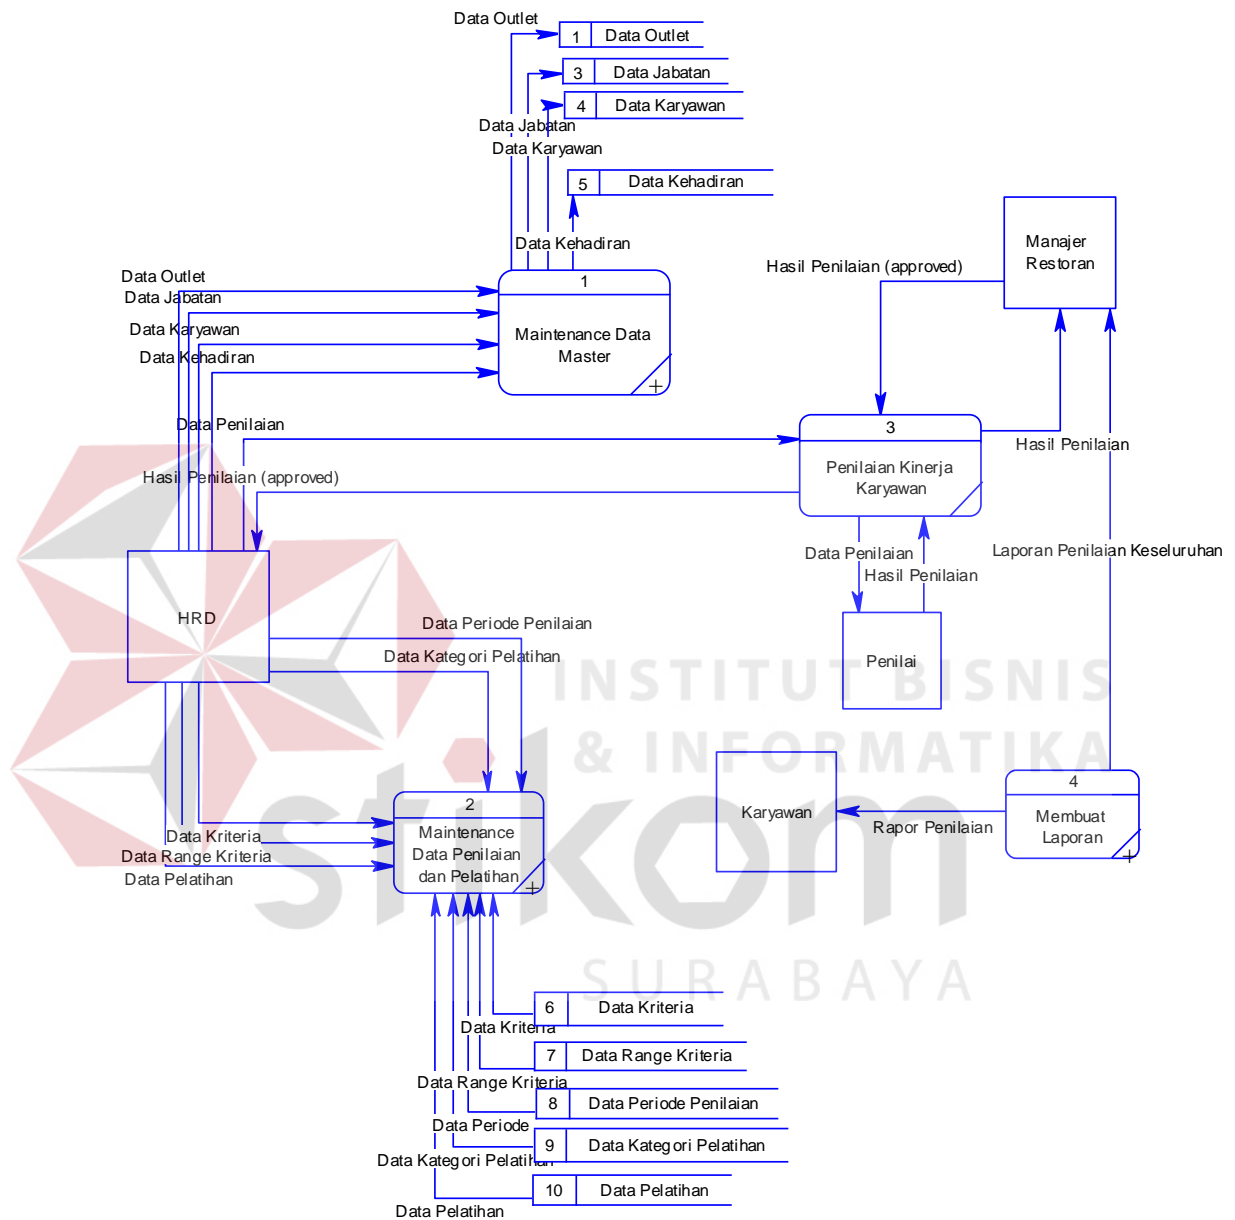 Data Outlet
1 Data Outlet
3 Data Jabatan
4 Data Karyawan
Data Jabatan
Data Karyawan
5 Data Kehadiran
Data Kehadiran
Manajer
Restoran
Hasil Penilaian (approved)
Data Outlet
Data Jabatan
Data Karyawan
Data Kehadiran
1
Maintenance Data
Master
+
Data Penilaian
Hasil Penilaian (approved)
3
Penilaian Kinerja
Karyawan
Hasil Penilaian
Data Penilaian
Hasil Penilaian
Laporan Penilaian Keseluruhan
HRD
Data Periode Penilaian
Data Kategori Pelatihan
Penilai
INSTITUT BISNIS
& INFORMATIKA
stikom
SURABAYA
Karyawan
Rapor Penilaian
4
Membuat
Laporan
+
2
Maintenance
Data Penilaian
dan Pelatihan
+
Data Kriteria
Data Range Kriteria
Data Pelatihan
6 Data Kriteria
Data Kriteria
7 Data Range Kriteria
Data Range Kriteria
8 Data Periode Penilaian
Data Periode
9 Data Kategori Pelatihan
Data Kategori Pelatihan
10 Data Pelatihan
Data Pelatihan